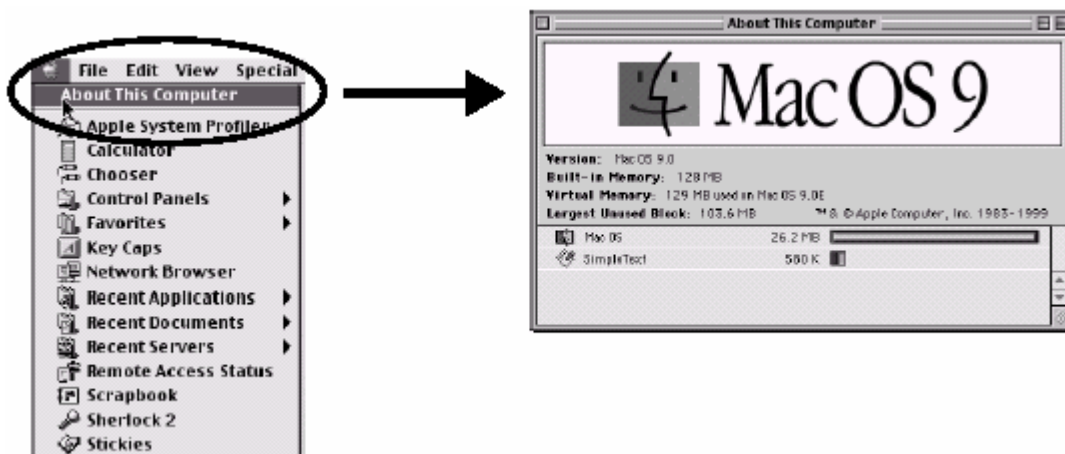 File Edit View Special
About This Computer
Apple System Profiler
Calculator
Chooser
Control Panels
Favorites
Key Caps
Network Browser
Recent Applications
Recent Documents
Recent Servers
Remote Access Status
Scrapbook
Sherlock 2
Stickies
About This Computer
Mac OS 9
Version: Mac OS 9.0
Built-in Memory: 128 MB
Virtual Memory: 129 MB used on Mac OS 9.0E
Largest Unused Block: 103.6 MB ™ & © Apple Computer, Inc. 1983-1999
Mac OS 26.2 MB
SimpleText 580 K